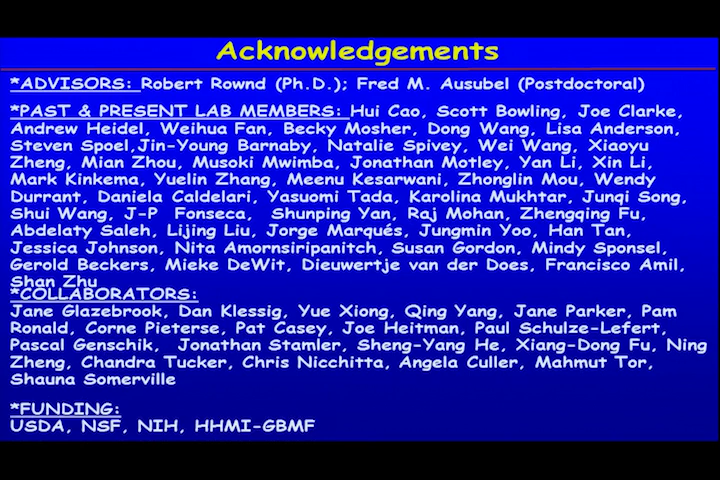 Acknowledgements
*ADVISORS: Robert Rownd (Ph.D.); Fred M. Ausubel (Postdoctoral)
*PAST & PRESENT LAB MEMBERS: Hui Cao, Scott Bowling, Joe Clarke,
Andrew Heidel, Weihua Fan, Becky Mosher, Dong Wang, Lisa Anderson,
Steven Spoel,Jin-Young Barnaby, Natalie Spivey, Wei Wang, Xiaoyu
Zheng, Mian Zhou, Musoki Mwimba, Jonathan Motley, Yan Li, Xin Li,
Mark Kinkema, Yuelin Zhang, Meenu Kesarwani, Zhonglin Mou, Wendy
Durrant, Daniela Caldelari, Yasuomi Tada, Karolina Mukhtar, Junqi Song,
Shui Wang, J-P Fonseca, Shunping Yan, Raj Mohan, Zhengqing Fu,
Abdelaty Saleh, Lijing Liu, Jorge Marqués, Jungmin Yoo, Han Tan,
Jessica Johnson, Nita Amornsiripanitch, Susan Gordon, Mindy Sponsel,
Gerold Beckers, Mieke DeWit, Dieuwertje van der Does, Francisco Amil,
Shan Zhu
*COLLABORATORS:
Jane Glazebrook, Dan Klessig, Yue Xiong, Qing Yang, Jane Parker, Pam
Ronald, Corne Pieterse, Pat Casey, Joe Heitman, Paul Schulze-Lefert,
Pascal Genschik, Jonathan Stamler, Sheng-Yang He, Xiang-Dong Fu, Ning
Zheng, Chandra Tucker, Chris Nicchitta, Angela Culler, Mahmut Tor,
Shauna Somerville
*FUNDING:
USDA, NSF, NIH, HHMI-GBMF